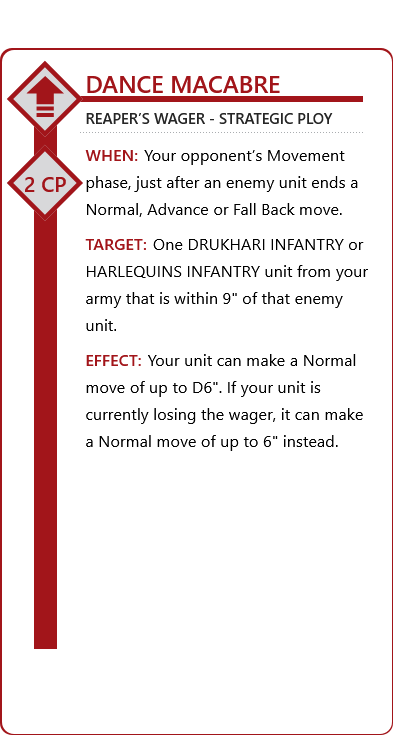 DANCE MACABRE
REAPER’S WAGER - STRATEGIC PLOY
2 CP
WHEN: Your opponent’s Movement
phase, just after an enemy unit ends a
Normal, Advance or Fall Back move.
TARGET: One DRUKHARI INFANTRY or
HARLEQUINS INFANTRY unit from your
army that is within 9" of that enemy
unit.
EFFECT: Your unit can make a Normal
move of up to D6". If your unit is
currently losing the wager, it can make
a Normal move of up to 6" instead.